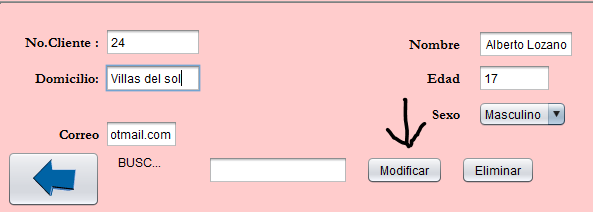 No.Cliente : 24
Nombre Alberto Lozano
Domicilio: Villas del sol
Edad 17
Sexo Masculino
Correo otmail.com
BUSC...
Modificar
Eliminar